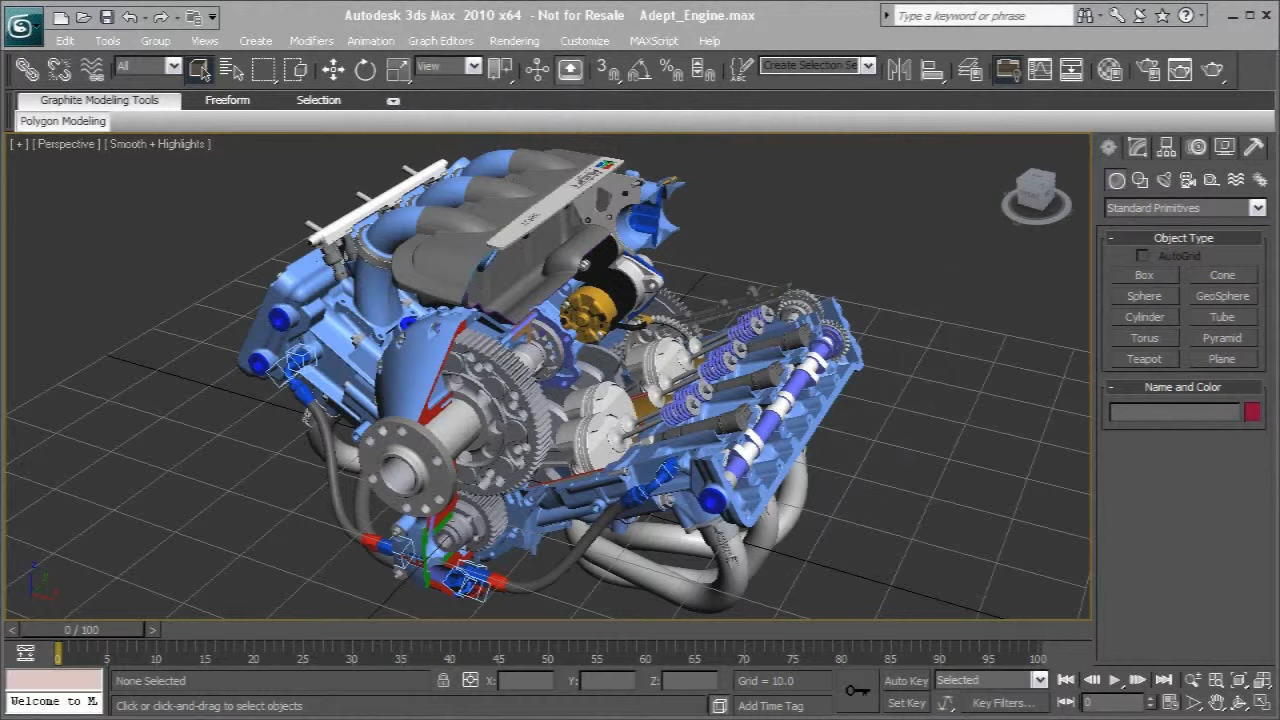 Autodesk 3ds Max 2010 x64 - Not for Resale Adept_Engine.max
Type a keyword or phrase
Edit Tools Group Views Create Modifiers Animation Graph Editors Rendering Customize MAXScript Help
All
View
Create Selection Se
Graphite Modeling Tools Freeform Selection
Polygon Modeling
[ + ] [ Perspective ] [ Smooth + Highlights ]
Standard Primitives
- Object Type
AutoGrid
Box Cone
Sphere GeoSphere
Cylinder Tube
Torus Pyramid
Teapot Plane
- Name and Color
< 0 / 100 >
0 5 10 15 20 25 30 35 40 45 50 55 60 65 70 75 80 85 90 95 100
None Selected X: Y: Z: Grid = 10.0 Auto Key Selected
Welcome to M.
Click or click-and-drag to select objects Add Time Tag Set Key Key Filters... 0